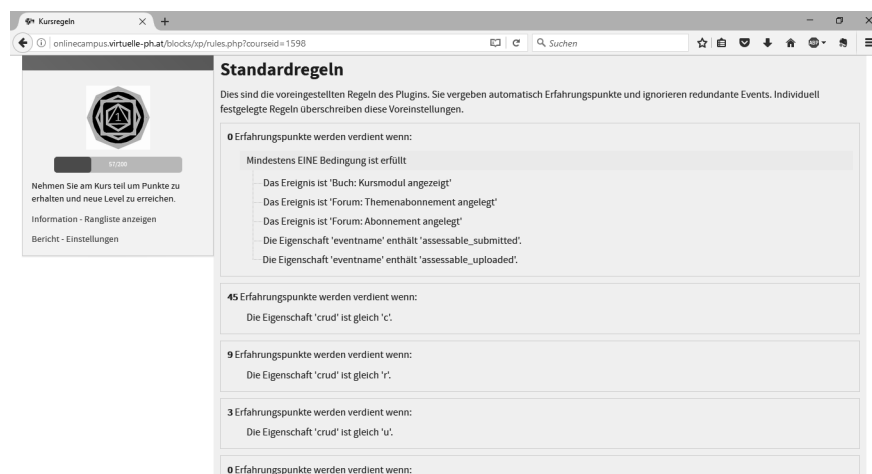 Kursregeln
onlinecampus.virtuelle-ph.at/blocks/xp/rules.php?courseid=1598
Suchen
1
57/200
Nehmen Sie am Kurs teil um Punkte zu
erhalten und neue Level zu erreichen.
Information - Rangliste anzeigen
Bericht - Einstellungen
Standardregeln
Dies sind die voreingestellten Regeln des Plugins. Sie vergeben automatisch Erfahrungspunkte und ignorieren redundante Events. Individuell
festgelegte Regeln überschreiben diese Voreinstellungen.
0 Erfahrungspunkte werden verdient wenn:
Mindestens EINE Bedingung ist erfüllt
Das Ereignis ist 'Buch: Kursmodul angezeigt'
Das Ereignis ist 'Forum: Themenabonnement angelegt'
Das Ereignis ist 'Forum: Abonnement angelegt'
Die Eigenschaft 'eventname' enthält 'assessable_submitted'.
Die Eigenschaft 'eventname' enthält 'assessable_uploaded'.
45 Erfahrungspunkte werden verdient wenn:
Die Eigenschaft 'crud' ist gleich 'c'.
9 Erfahrungspunkte werden verdient wenn:
Die Eigenschaft 'crud' ist gleich 'r'.
3 Erfahrungspunkte werden verdient wenn:
Die Eigenschaft 'crud' ist gleich 'u'.
0 Erfahrungspunkte werden verdient wenn: